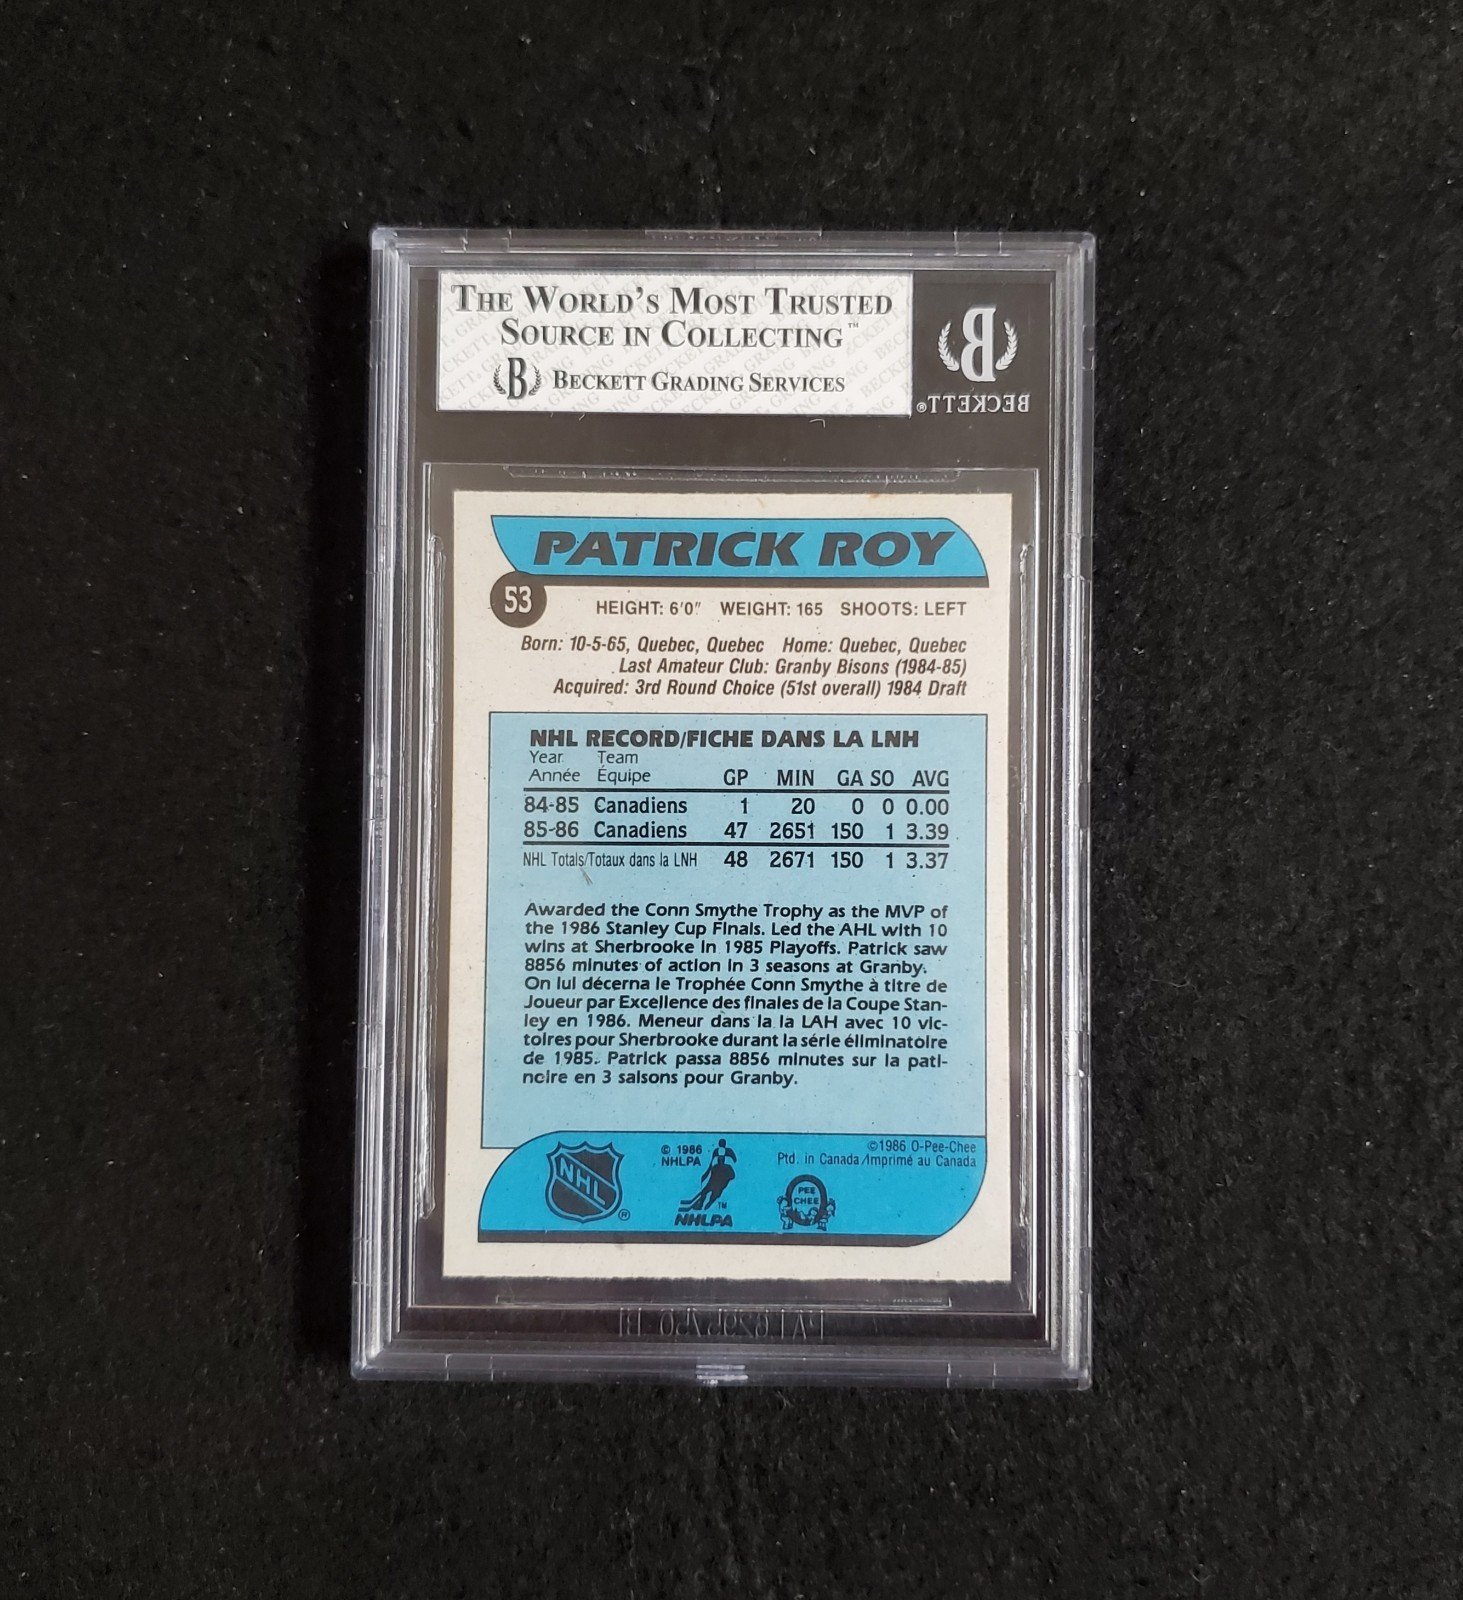 THE WORLD'S MOST TRUSTED
SOURCE IN COLLECTING™
B BECKETT GRADING SERVICES
B
BECKETT®
PATRICK ROY
53
HEIGHT: 6'0" WEIGHT: 165 SHOOTS: LEFT
Born: 10-5-65, Quebec, Quebec Home: Quebec, Quebec
Last Amateur Club: Granby Bisons (1984-85)
Acquired: 3rd Round Choice (51st overall) 1984 Draft
NHL RECORD/FICHE DANS LA LNH
Year Team
Année Équipe GP MIN GA SO AVG
84-85 Canadiens 1 20 0 0 0.00
85-86 Canadiens 47 2651 150 1 3.39
NHL Totals/Totaux dans la LNH 48 2671 150 1 3.37
Awarded the Conn Smythe Trophy as the MVP of
the 1986 Stanley Cup Finals. Led the AHL with 10
wins at Sherbrooke in 1985 Playoffs. Patrick saw
8856 minutes of action in 3 seasons at Granby.
On lui décerna le Trophée Conn Smythe à titre de
Joueur par Excellence des finales de la Coupe Stan-
ley en 1986. Meneur dans la la LAH avec 10 vic-
toires pour Sherbrooke durant la série éliminatoire
de 1985. Patrick passa 8856 minutes sur la pati-
noire en 3 saisons pour Granby.
NHL ®
© 1986
NHLPA
TM
NHLPA
O PEE CHEE
©1986 O-Pee-Chee
Ptd. in Canada/Imprimé au Canada